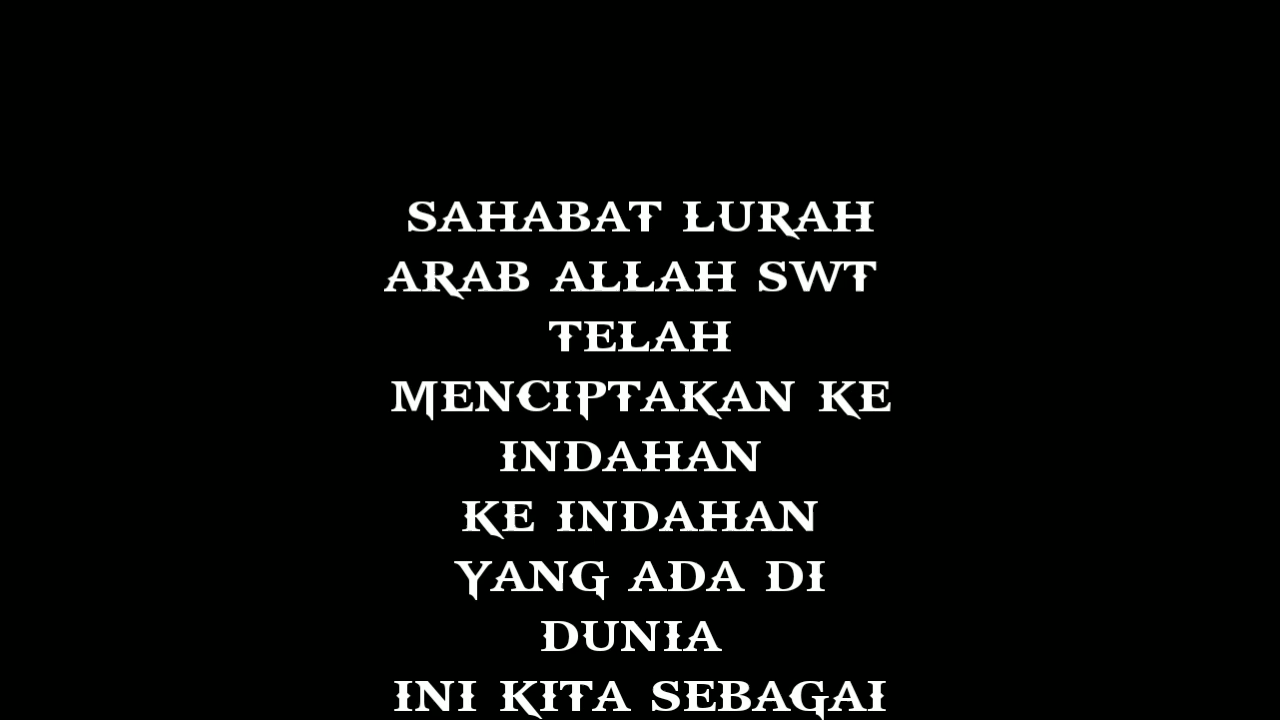 SAHABAT LURAH
ARAB ALLAH SWT
TELAH
MENCIPTAKAN KE
INDAHAN
KE INDAHAN
YANG ADA DI
DUNIA
INI KITA SEBAGAI